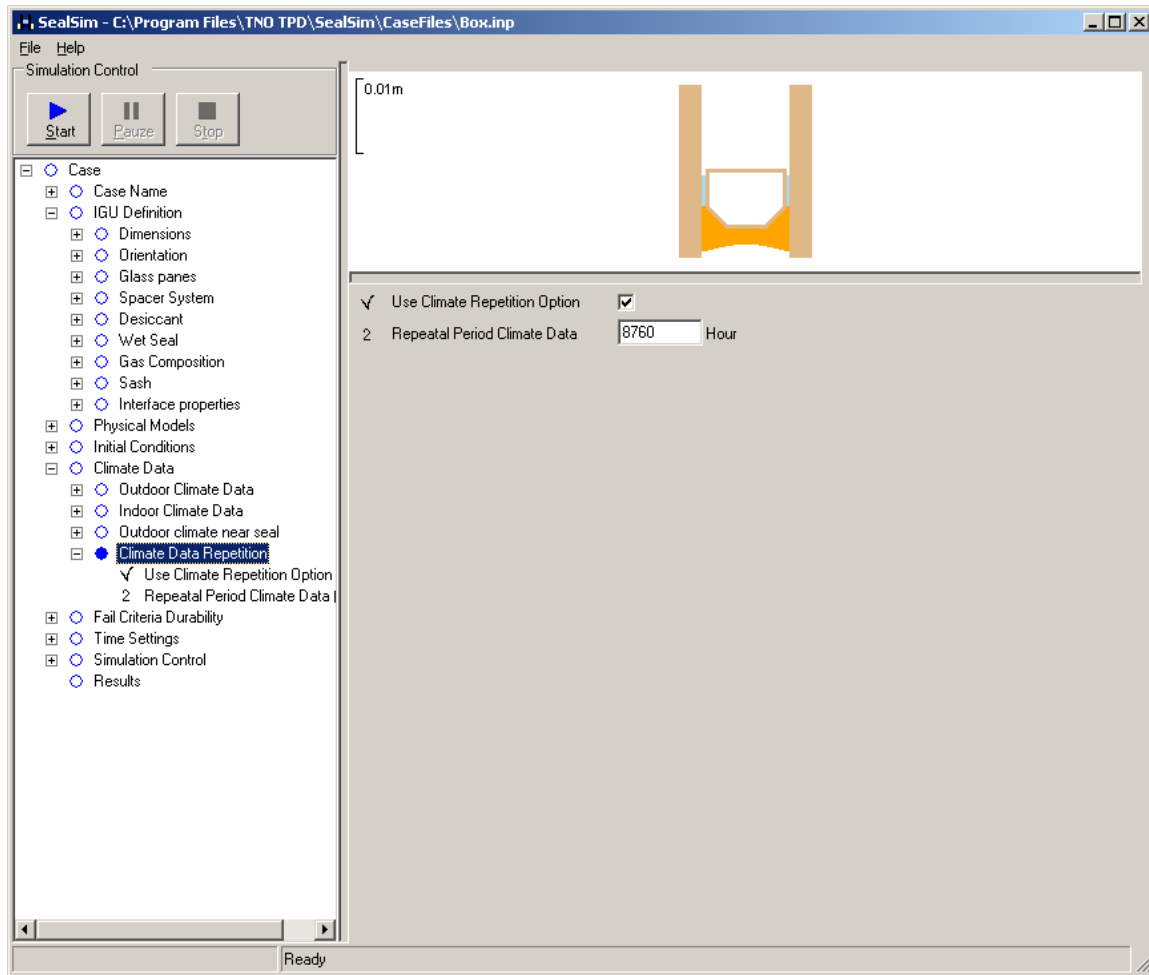 SealSim - C:\Program Files\TNO TPD\SealSim\CaseFiles\Box.inp
File Help
Simulation Control
Start Pauze Stop
0.01m
Case
Case Name
IGU Definition
Dimensions
Orientation
Glass panes
Spacer System
Desiccant
Wet Seal
Gas Composition
Sash
Interface properties
Physical Models
Initial Conditions
Climate Data
Outdoor Climate Data
Indoor Climate Data
Outdoor climate near seal
Climate Data Repetition
Use Climate Repetition Option
2 Repeatal Period Climate Data
Fail Criteria Durability
Time Settings
Simulation Control
Results
Use Climate Repetition Option
2 Repeatal Period Climate Data 8760 Hour
Ready